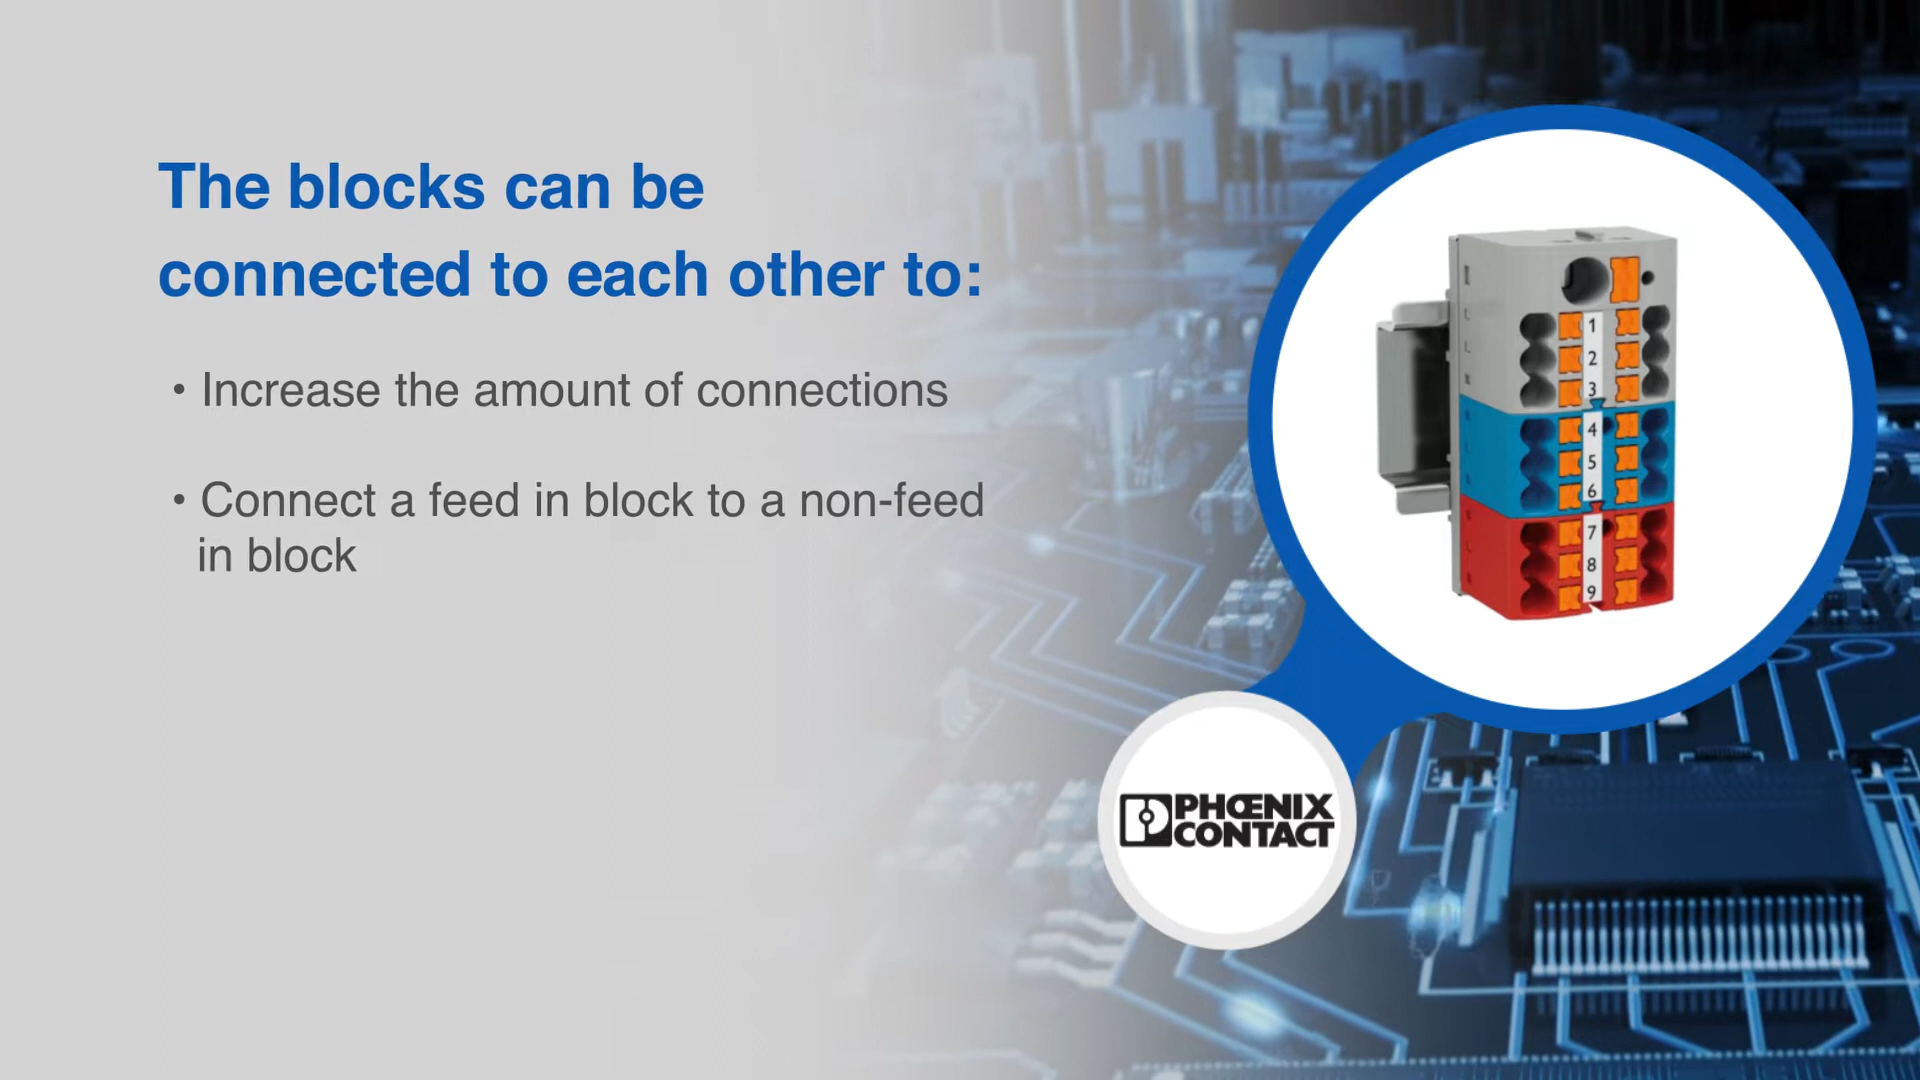 The blocks can be
connected to each other to:
• Increase the amount of connections
• Connect a feed in block to a non-feed
in block
1
2
3
4
5
6
7
8
9
PHŒNIX
CONTACT